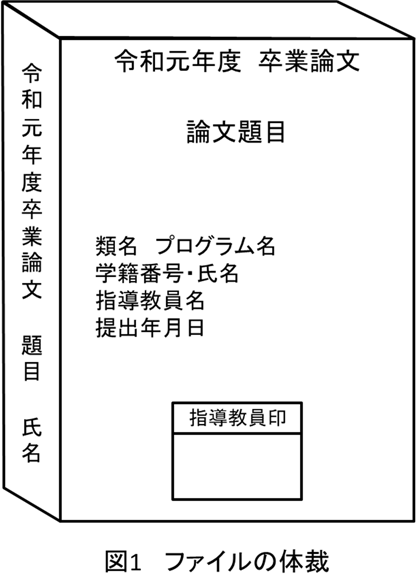 令和元年度 卒業論文
論文題目
類名 プログラム名
学籍番号・氏名
指導教員名
提出年月日
指導教員印
令和元年度卒業論文 題目 氏名
図1 ファイルの体裁